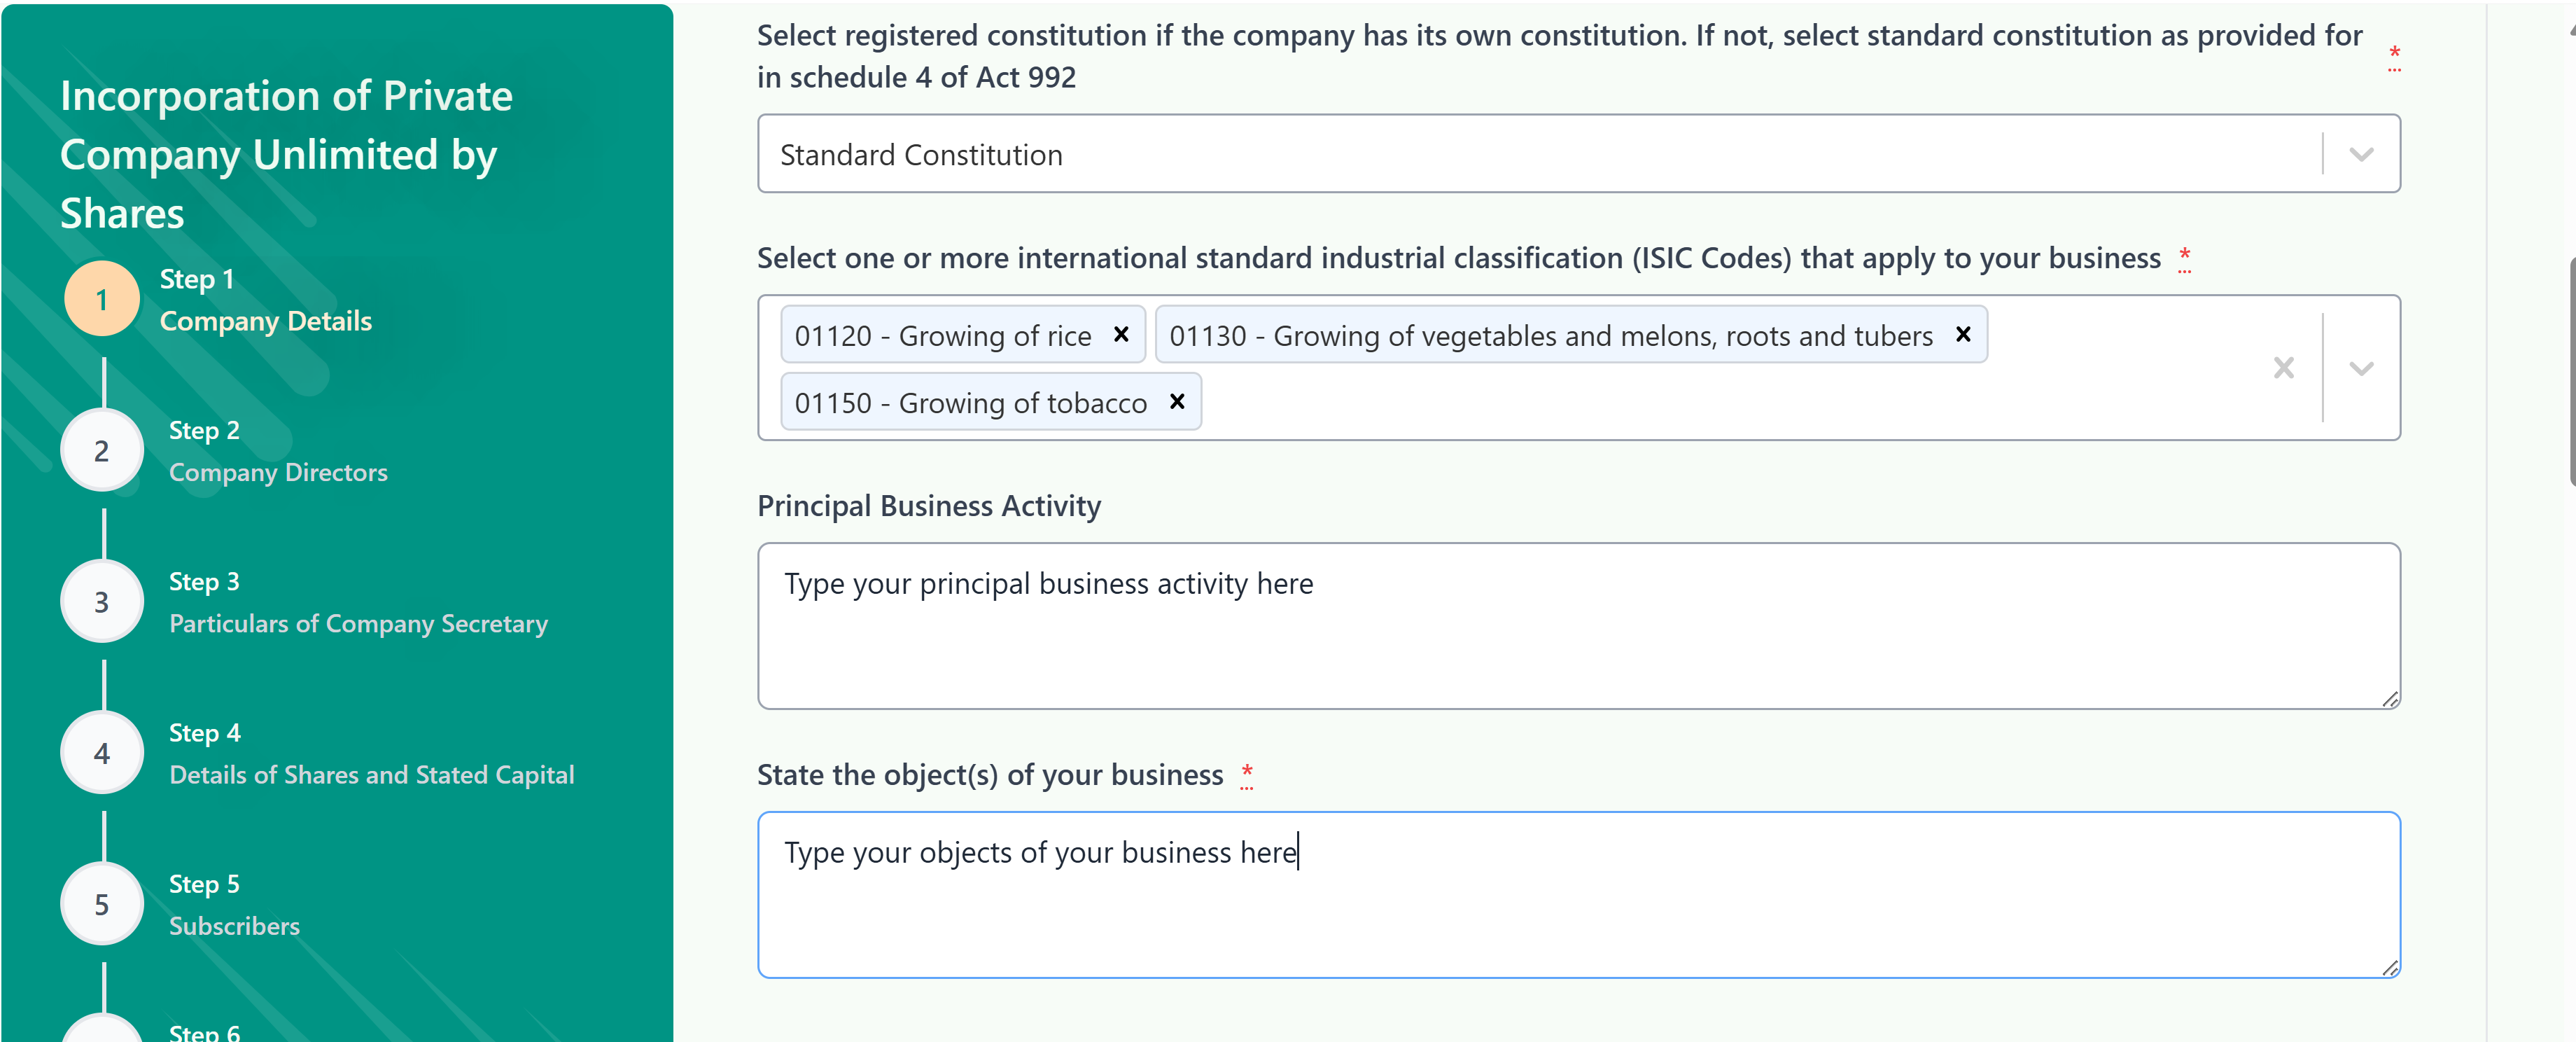 Incorporation of Private
Company Unlimited by
Shares
1
Step 1
Company Details
2
Step 2
Company Directors
3
Step 3
Particulars of Company Secretary
4
Step 4
Details of Shares and Stated Capital
5
Step 5
Subscribers
Step 6
Select registered constitution if the company has its own constitution. If not, select standard constitution as provided for
in schedule 4 of Act 992 *
Standard Constitution
Select one or more international standard industrial classification (ISIC Codes) that apply to your business *
01120 - Growing of rice 01130 - Growing of vegetables and melons, roots and tubers
01150 - Growing of tobacco
Principal Business Activity
Type your principal business activity here
State the object(s) of your business *
Type your objects of your business here